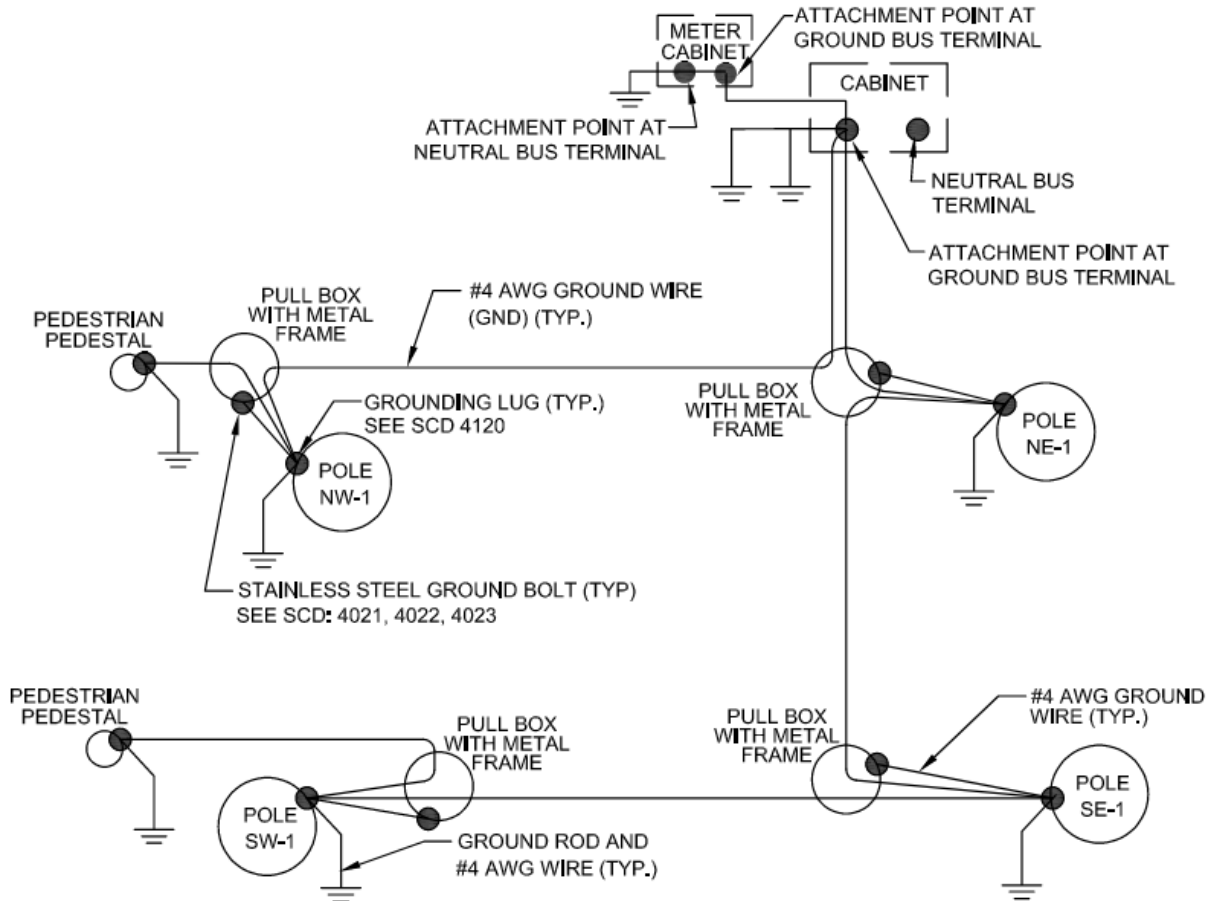 METER
CABINET
ATTACHMENT POINT AT
GROUND BUS TERMINAL
CABINET
ATTACHMENT POINT AT
NEUTRAL BUS TERMINAL
NEUTRAL BUS
TERMINAL
ATTACHMENT POINT AT
GROUND BUS TERMINAL
PEDESTRIAN
PEDESTAL
PULL BOX
WITH METAL
FRAME
#4 AWG GROUND WIRE
(GND) (TYP.)
GROUNDING LUG (TYP.)
SEE SCD 4120
POLE
NW-1
PULL BOX
WITH METAL
FRAME
POLE
NE-1
STAINLESS STEEL GROUND BOLT (TYP)
SEE SCD: 4021, 4022, 4023
PEDESTRIAN
PEDESTAL
PULL BOX
WITH METAL
FRAME
PULL BOX
WITH METAL
FRAME
#4 AWG GROUND
WIRE (TYP.)
POLE
SW-1
POLE
SE-1
GROUND ROD AND
#4 AWG WIRE (TYP.)